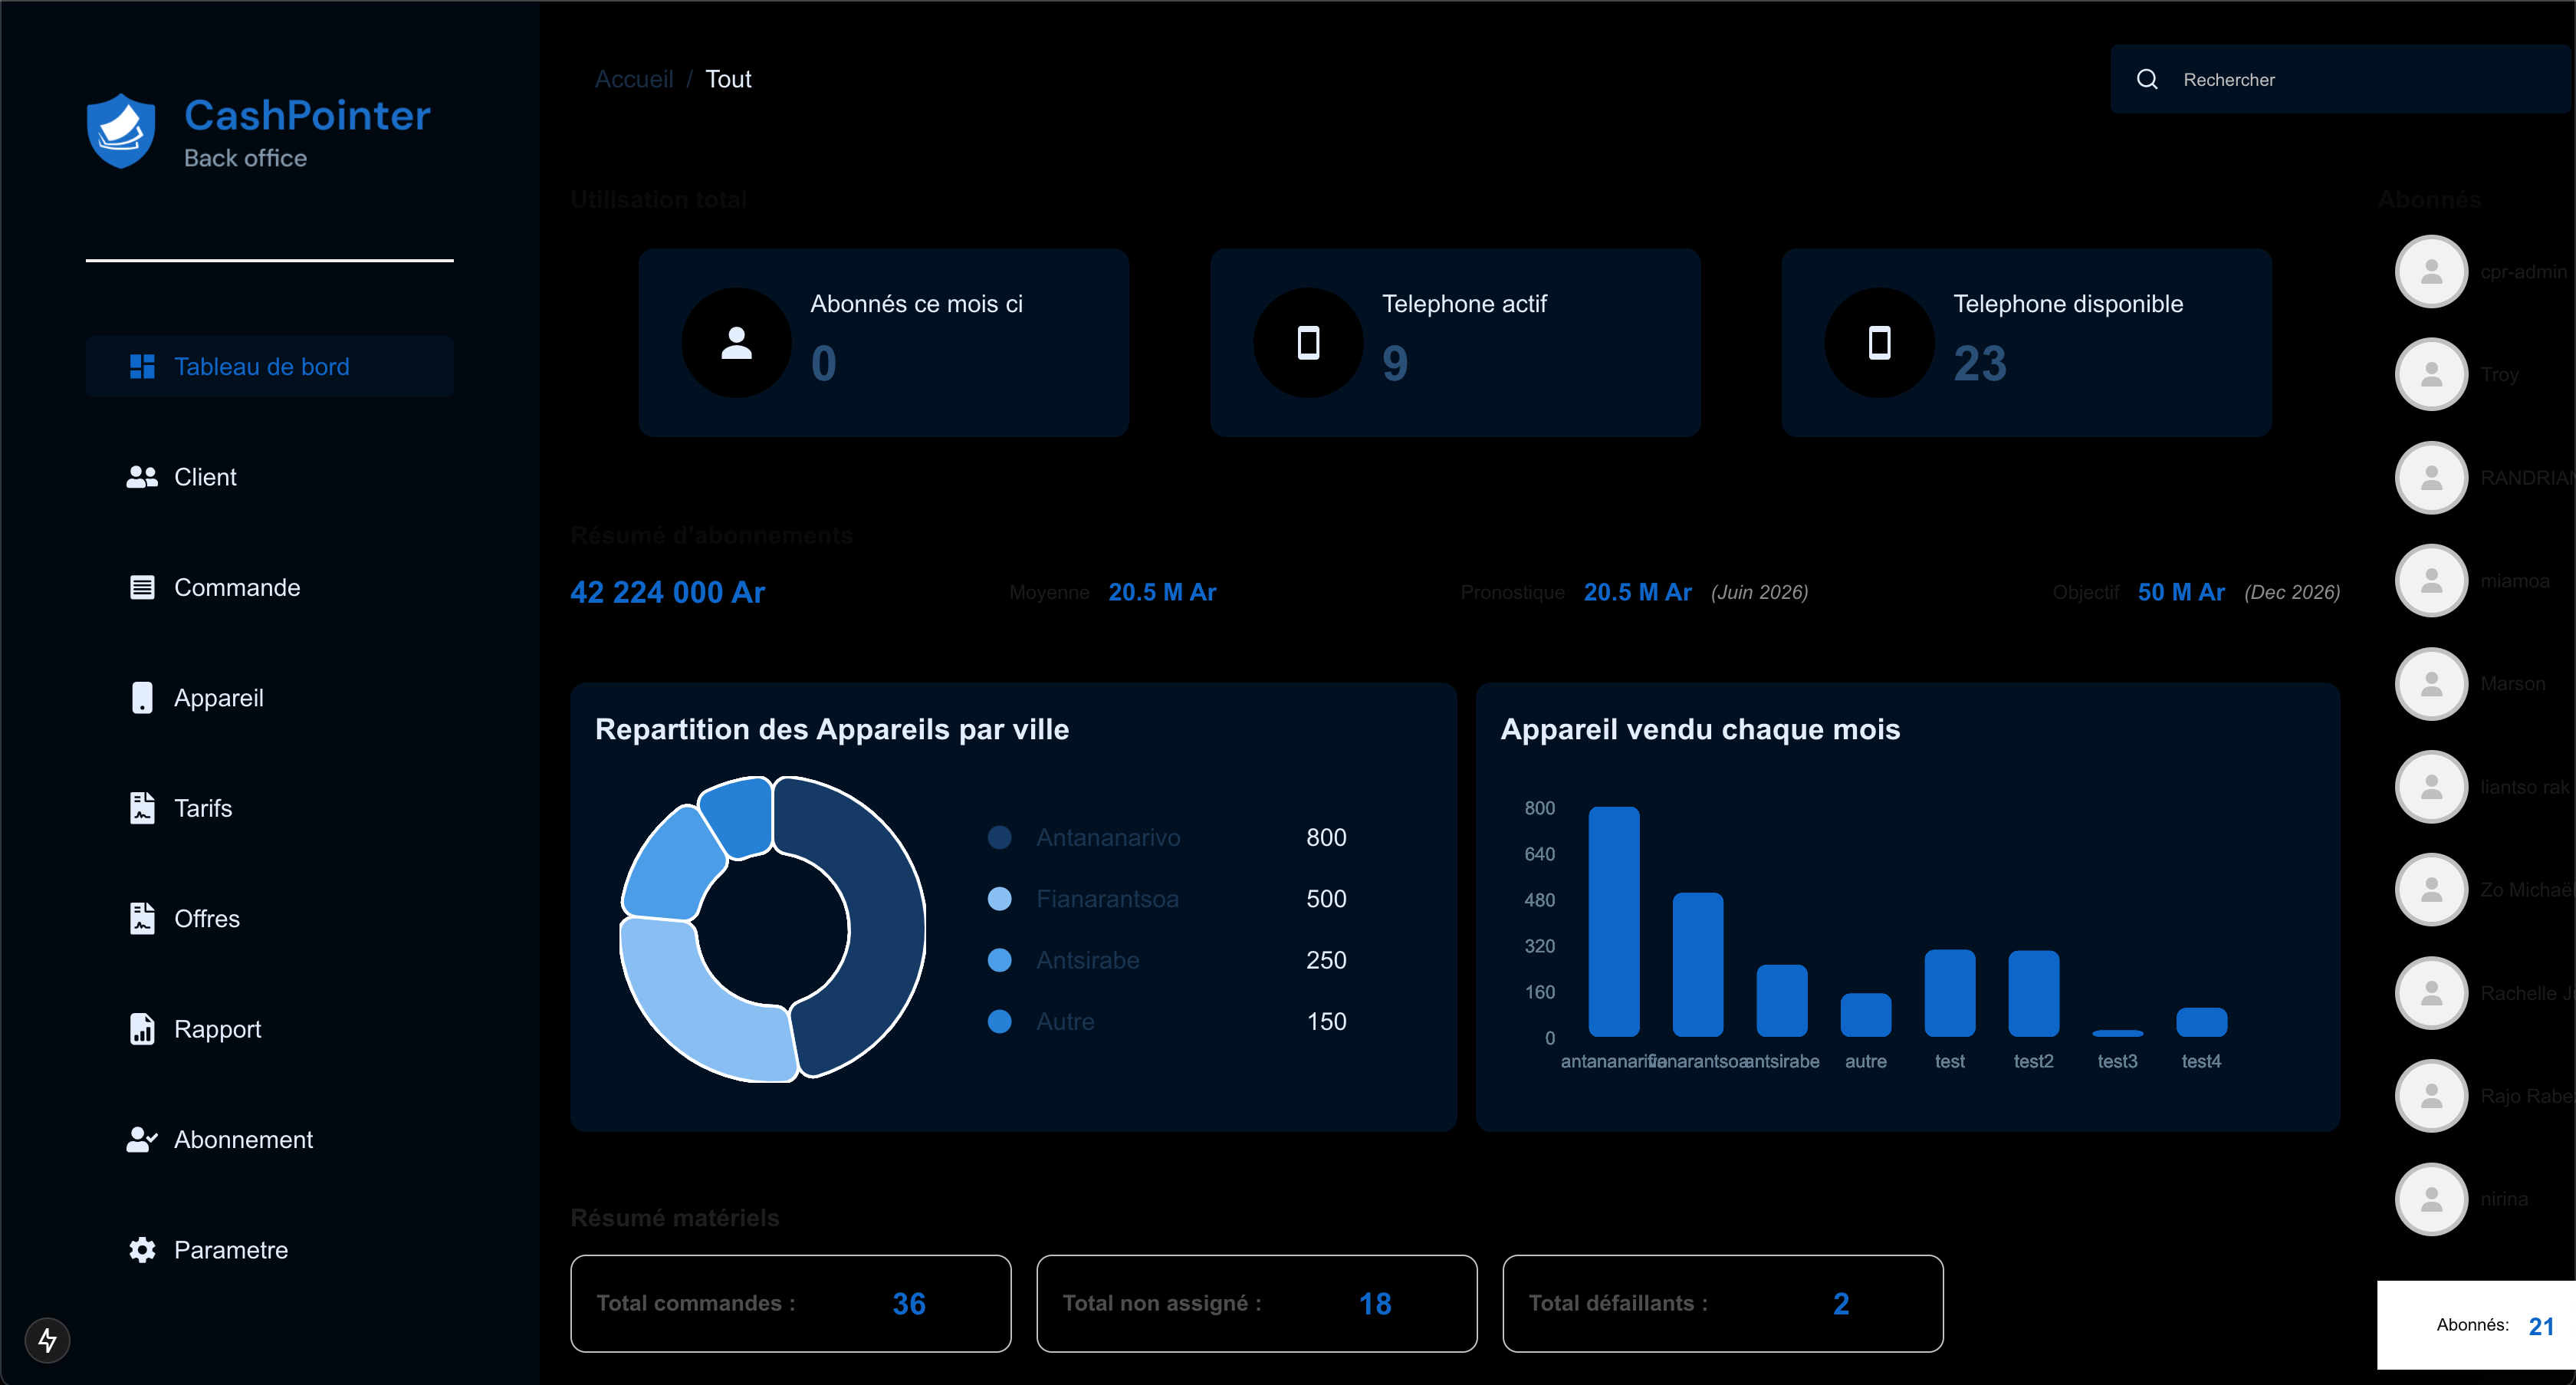 CashPointer
Back office
Tableau de bord
Client
Commande
Appareil
Tarifs
Offres
Rapport
Abonnement
Parametre
Accueil / Tout
Rechercher
Utilisation total
Abonnés ce mois ci
0
Telephone actif
9
Telephone disponible
23
Résumé d'abonnements
42 224 000 Ar
Moyenne 20.5 M Ar
Pronostique 20.5 M Ar (Juin 2026)
Objectif 50 M Ar (Dec 2026)
Repartition des Appareils par ville
Antananarivo 800
Fianarantsoa 500
Antsirabe 250
Autre 150
Appareil vendu chaque mois
800
640
480
320
160
0
antananarivo fianarantsoa antsirabe autre test test2 test3 test4
Résumé matériels
Total commandes : 36
Total non assigné : 18
Total défaillants : 2
Abonnés
cpr-admin
Troy
RANDRIAN
miamoa
Marson
liantso rak
Zo Michaël
Rachelle
Rajo Rabe
nirina
Abonnés: 21